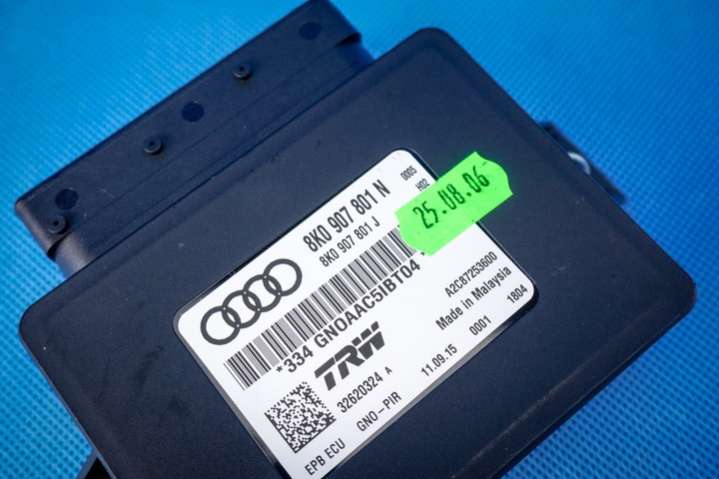 8K0 907 801 N 0005
8K0 907 801 J H02
25.08.06
*334 GNOAAC5IBT04
TRW
A2C87253600
Made in Malaysia
32620324 A
11.09.15 0001 1804
EPB ECU GNO-PIR